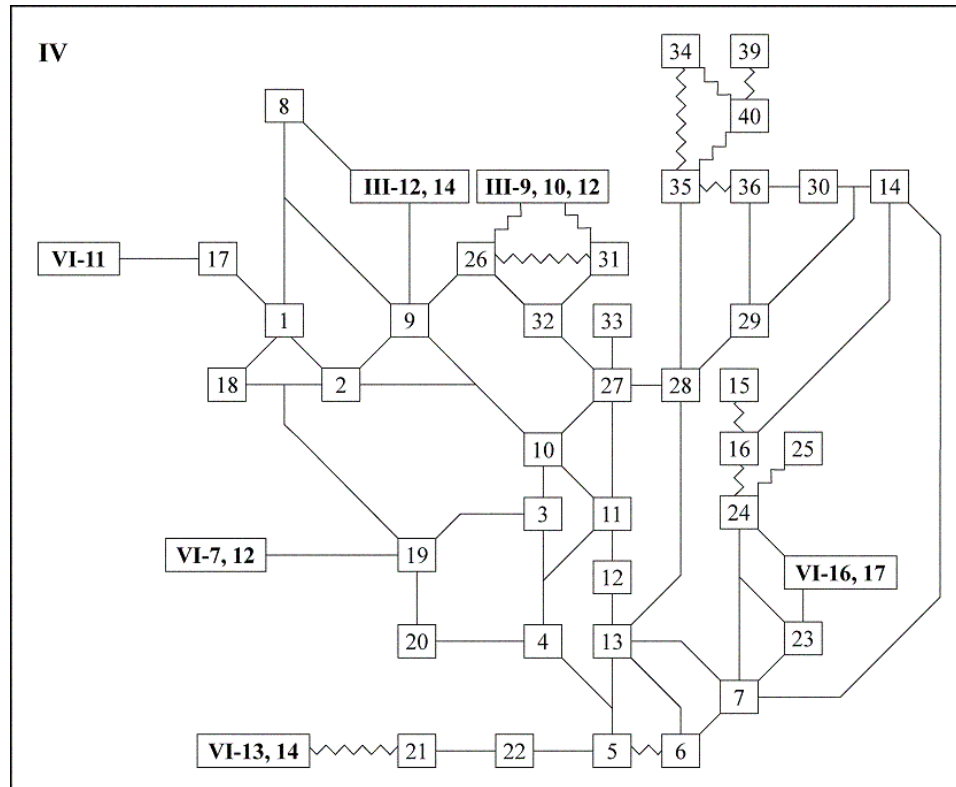 IV
34 39
40
8
III-12, 14 III-9, 10, 12 35 36 30 14
VI-11 17 26 31
1 9 32 33 29
18 2 27 28 15
10 16 25
3 11 24
VI-7, 12 19 12 VI-16, 17
20 4 13 23
7
VI-13, 14 21 22 5 6